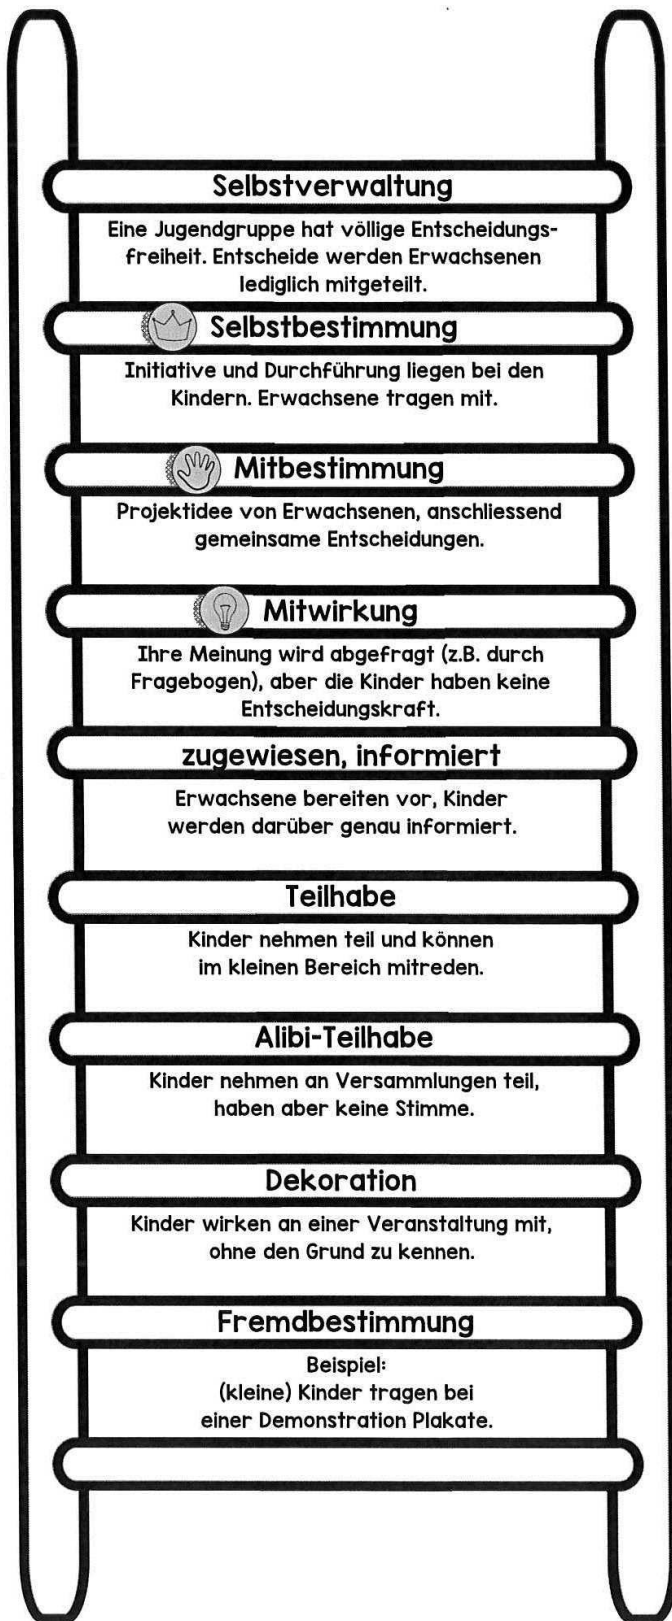 Selbstverwaltung
Eine Jugendgruppe hat völlige Entscheidungs-
freiheit. Entscheide werden Erwachsenen
lediglich mitgeteilt.
Selbstbestimmung
Initiative und Durchführung liegen bei den
Kindern. Erwachsene tragen mit.
Mitbestimmung
Projektidee von Erwachsenen, anschliessend
gemeinsame Entscheidungen.
Mitwirkung
Ihre Meinung wird abgefragt (z.B. durch
Fragebogen), aber die Kinder haben keine
Entscheidungskraft.
zugewiesen, informiert
Erwachsene bereiten vor, Kinder
werden darüber genau informiert.
Teilhabe
Kinder nehmen teil und können
im kleinen Bereich mitreden.
Alibi-Teilhabe
Kinder nehmen an Versammlungen teil,
haben aber keine Stimme.
Dekoration
Kinder wirken an einer Veranstaltung mit,
ohne den Grund zu kennen.
Fremdbestimmung
Beispiel:
(kleine) Kinder tragen bei
einer Demonstration Plakate.